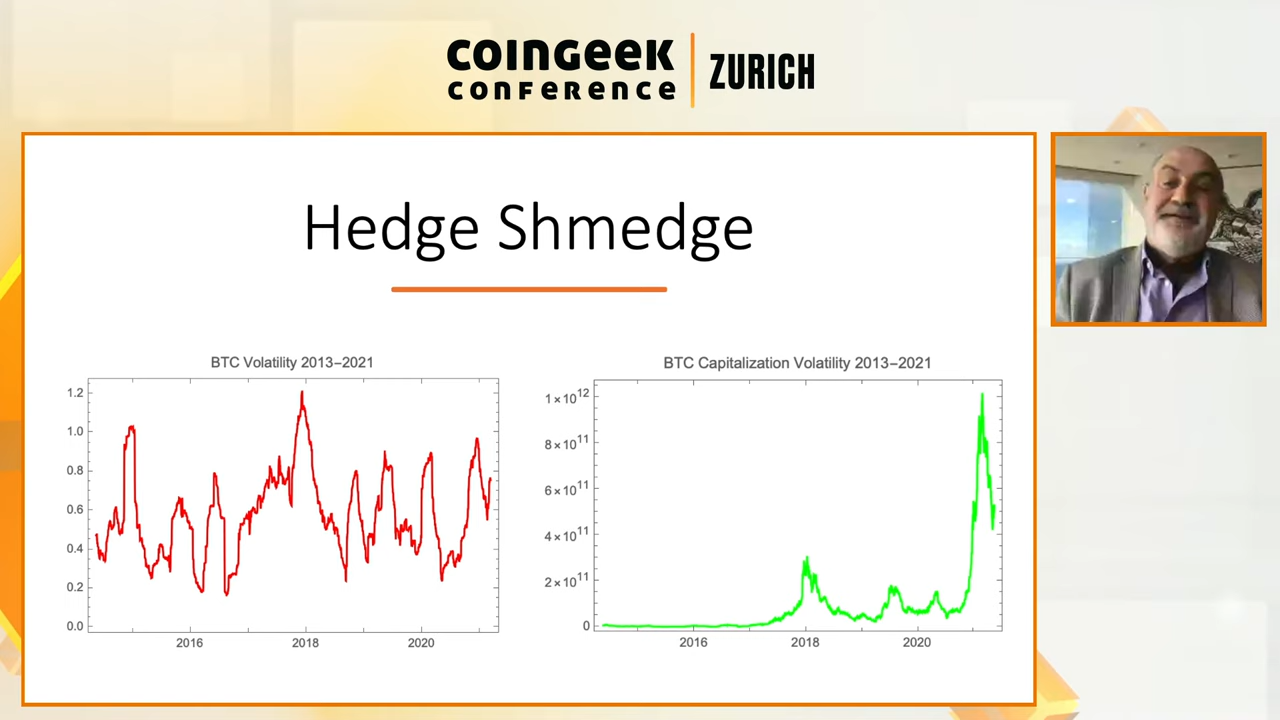 COINGEEK
CONFERENCE
ZURICH
Hedge Shmedge
BTC Volatility 2013–2021
1.2
1.0
0.8
0.6
0.4
0.2
0.0
2016 2018 2020
BTC Capitalization Volatility 2013–2021
1×10¹²
8×10¹¹
6×10¹¹
4×10¹¹
2×10¹¹
0
2016 2018 2020